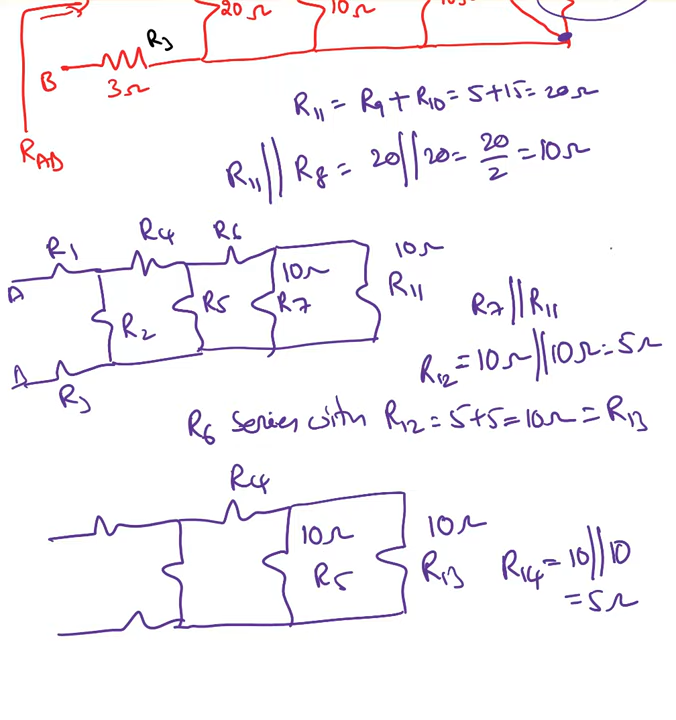 20Ω 10Ω
R3
B
3Ω
R11 = R9 + R10 = 5+15 = 20Ω
RAD
R11 || R8 = 20 || 20 = 20/2 = 10Ω
R1 R4 R6 10Ω
A 10Ω R11
R2 R5 R7 R7 || R11
R3
R12 = 10Ω || 10Ω = 5Ω
R6 series with R12 = 5+5 = 10Ω = R13
R4
10Ω 10Ω
R5 R13 R14 = 10 || 10
= 5Ω